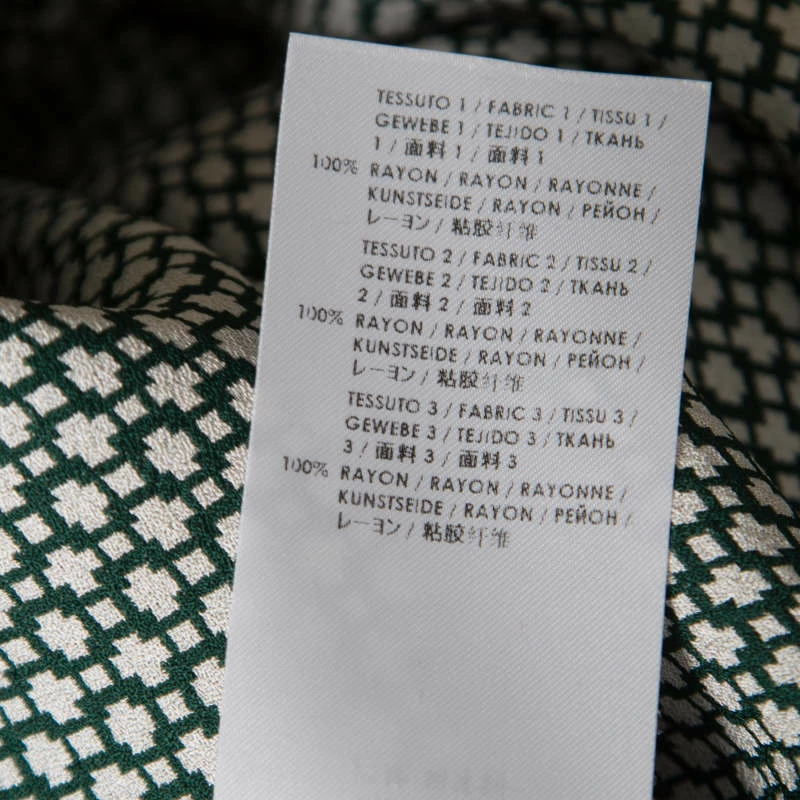 TESSUTO 1 / FABRIC 1 / TISSU 1 /
GEWEBE 1 / TEJIDO 1 / ТКАНЬ
1 / 面料 1 / 面料 1
100% RAYON / RAYON / RAYONNE /
KUNSTSEIDE / RAYON / РЕЙОН /
レーヨン / 粘胶纤维
TESSUTO 2 / FABRIC 2 / TISSU 2 /
GEWEBE 2 / TEJIDO 2 / ТКАНЬ
2 / 面料 2 / 面料 2
100% RAYON / RAYON / RAYONNE /
KUNSTSEIDE / RAYON / РЕЙОН /
レーヨン / 粘胶纤维
TESSUTO 3 / FABRIC 3 / TISSU 3 /
GEWEBE 3 / TEJIDO 3 / ТКАНЬ
3 / 面料 3 / 面料 3
100% RAYON / RAYON / RAYONNE /
KUNSTSEIDE / RAYON / РЕЙОН /
レーヨン / 粘胶纤维